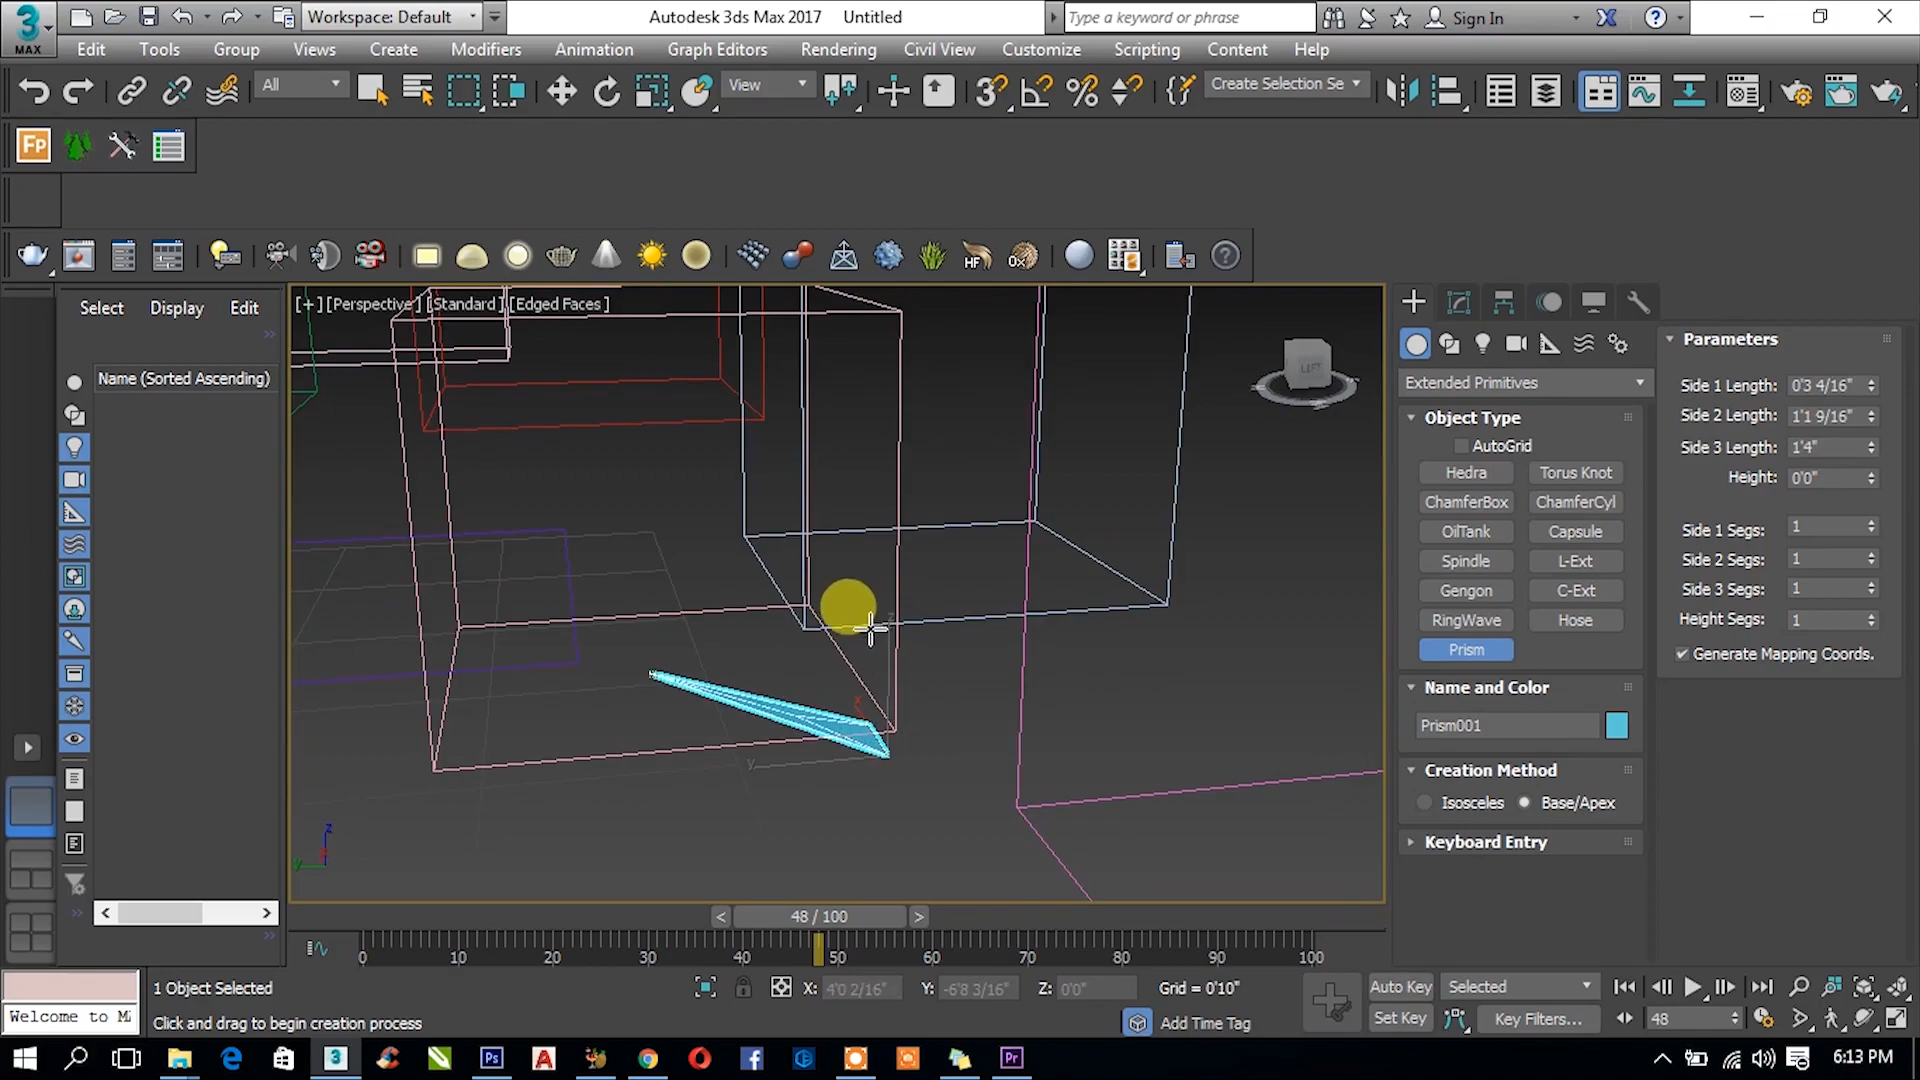 3
MAX
Workspace: Default
Autodesk 3ds Max 2017 Untitled
Type a keyword or phrase
Sign In
Edit Tools Group Views Create Modifiers Animation Graph Editors Rendering Civil View Customize Scripting Content Help
All
View
Create Selection Se
Fp
HF
Select Display Edit
Name (Sorted Ascending)
[+] [Perspective] [Standard] [Edged Faces]
LEFT
z
x
y
z
y
Extended Primitives
Object Type
AutoGrid
Hedra Torus Knot
ChamferBox ChamferCyl
OilTank Capsule
Spindle L-Ext
Gengon C-Ext
RingWave Hose
Prism
Name and Color
Prism001
Creation Method
Isosceles Base/Apex
Keyboard Entry
Parameters
Side 1 Length: 0'3 4/16"
Side 2 Length: 1'1 9/16"
Side 3 Length: 1'4"
Height: 0'0"
Side 1 Segs: 1
Side 2 Segs: 1
Side 3 Segs: 1
Height Segs: 1
Generate Mapping Coords.
< 48 / 100 >
0 10 20 30 40 50 60 70 80 90 100
1 Object Selected
X: 4'0 2/16" Y: -6'8 3/16" Z: 0'0" Grid = 0'10"
Auto Key Selected
Welcome to M
Click and drag to begin creation process
Add Time Tag
Set Key Key Filters...
48
3
Ps
A
Pr
6:13 PM